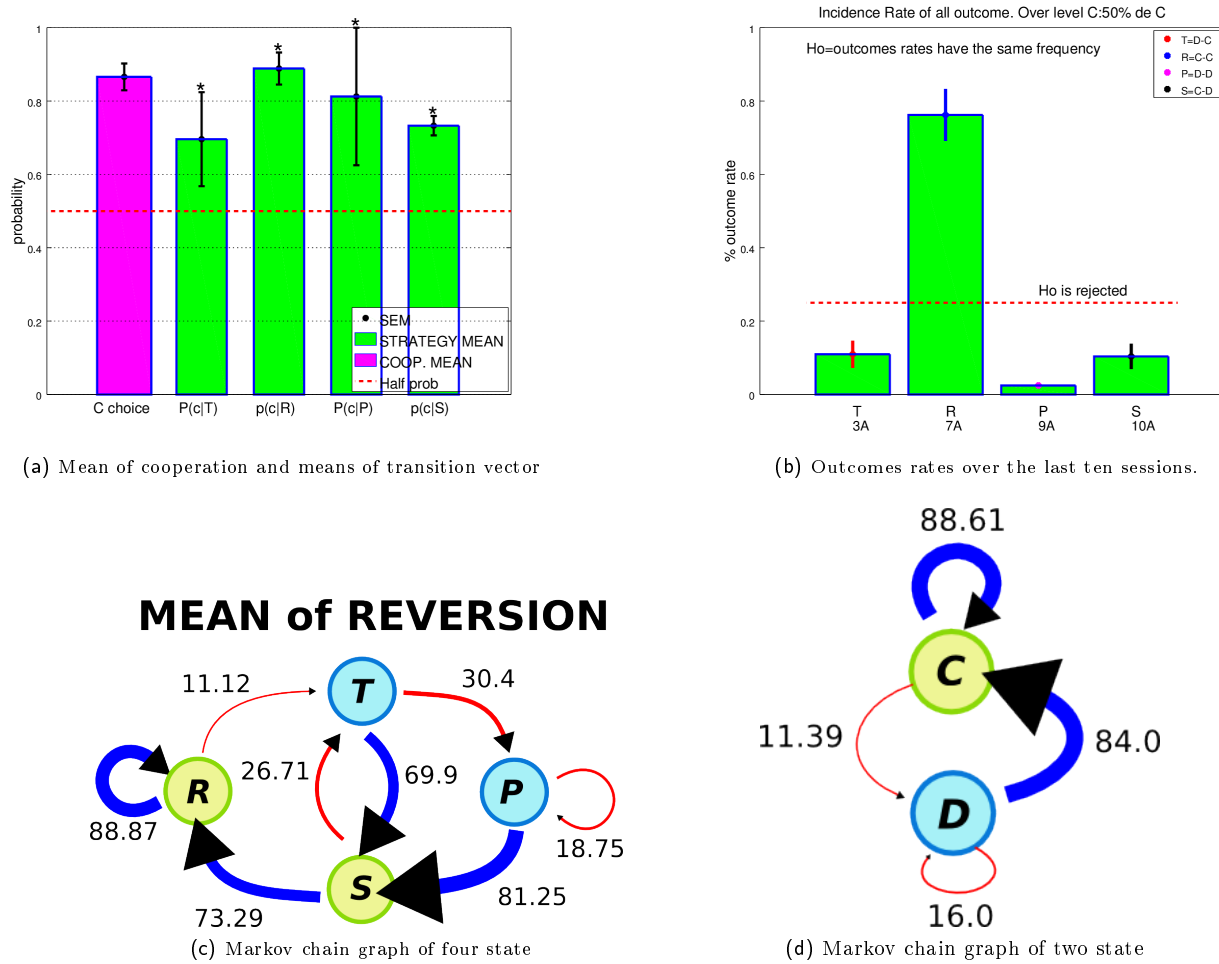 1
0.8
0.6
0.4
0.2
0
probability
*
*
*
*
SEM
STRATEGY MEAN
COOP. MEAN
Half prob
C choice P(c|T) p(c|R) P(c|P) p(c|S)
(a) Mean of cooperation and means of transition vector
Incidence Rate of all outcome. Over level C:50% de C
Ho=outcomes rates have the same frequency
T=D-C
R=C-C
P=D-D
S=C-D
1
0.8
0.6
0.4
0.2
0
% outcome rate
Ho is rejected
T R P S
3A 7A 9A 10A
(b) Outcomes rates over the last ten sessions.
MEAN of REVERSION
11.12
T
30.4
R
26.71
69.9
P
88.87
18.75
S
81.25
73.29
(c) Markov chain graph of four state
88.61
C
11.39
84.0
D
16.0
(d) Markov chain graph of two state